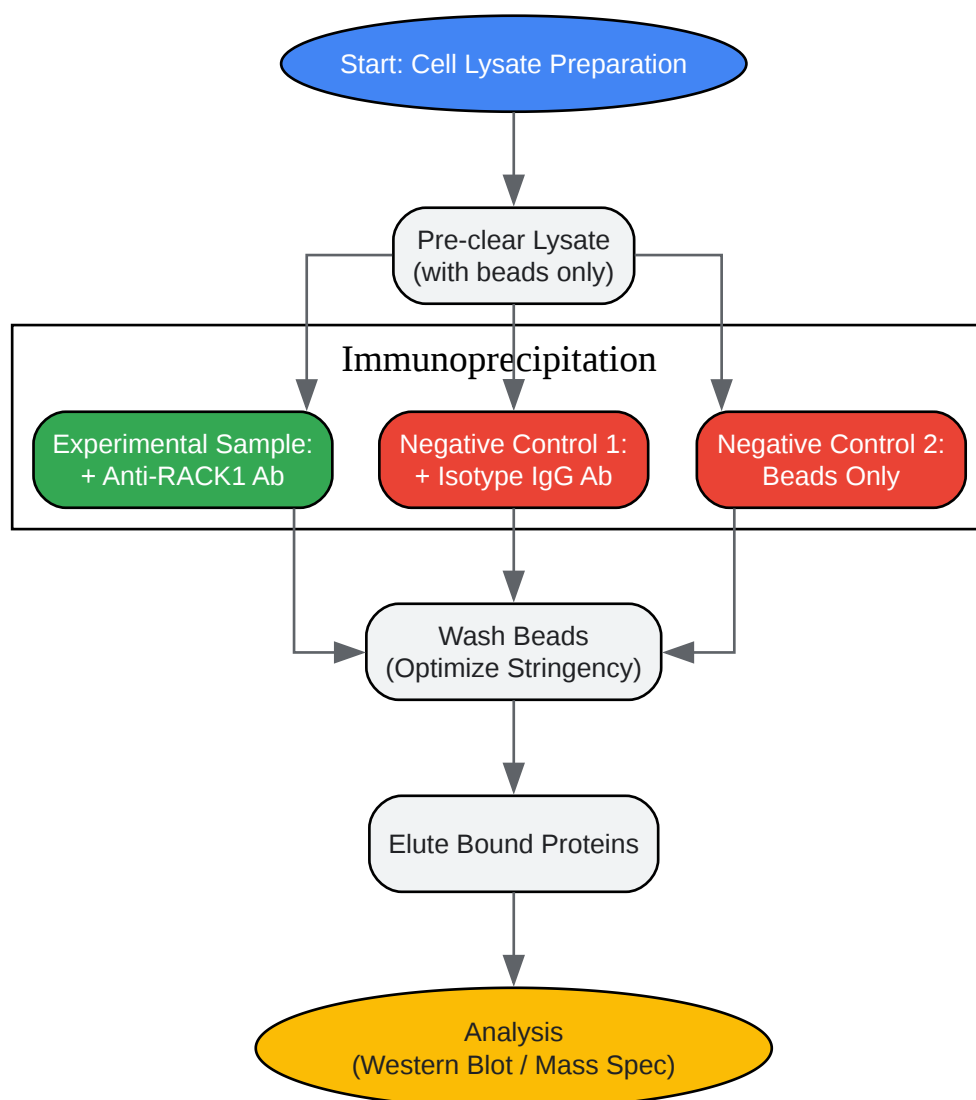 Start: Cell Lysate Preparation
Pre-clear Lysate
(with beads only)
Immunoprecipitation
Experimental Sample:
+ Anti-RACK1 Ab
Negative Control 1:
+ Isotype IgG Ab
Negative Control 2:
Beads Only
Wash Beads
(Optimize Stringency)
Elute Bound Proteins
Analysis
(Western Blot / Mass Spec)